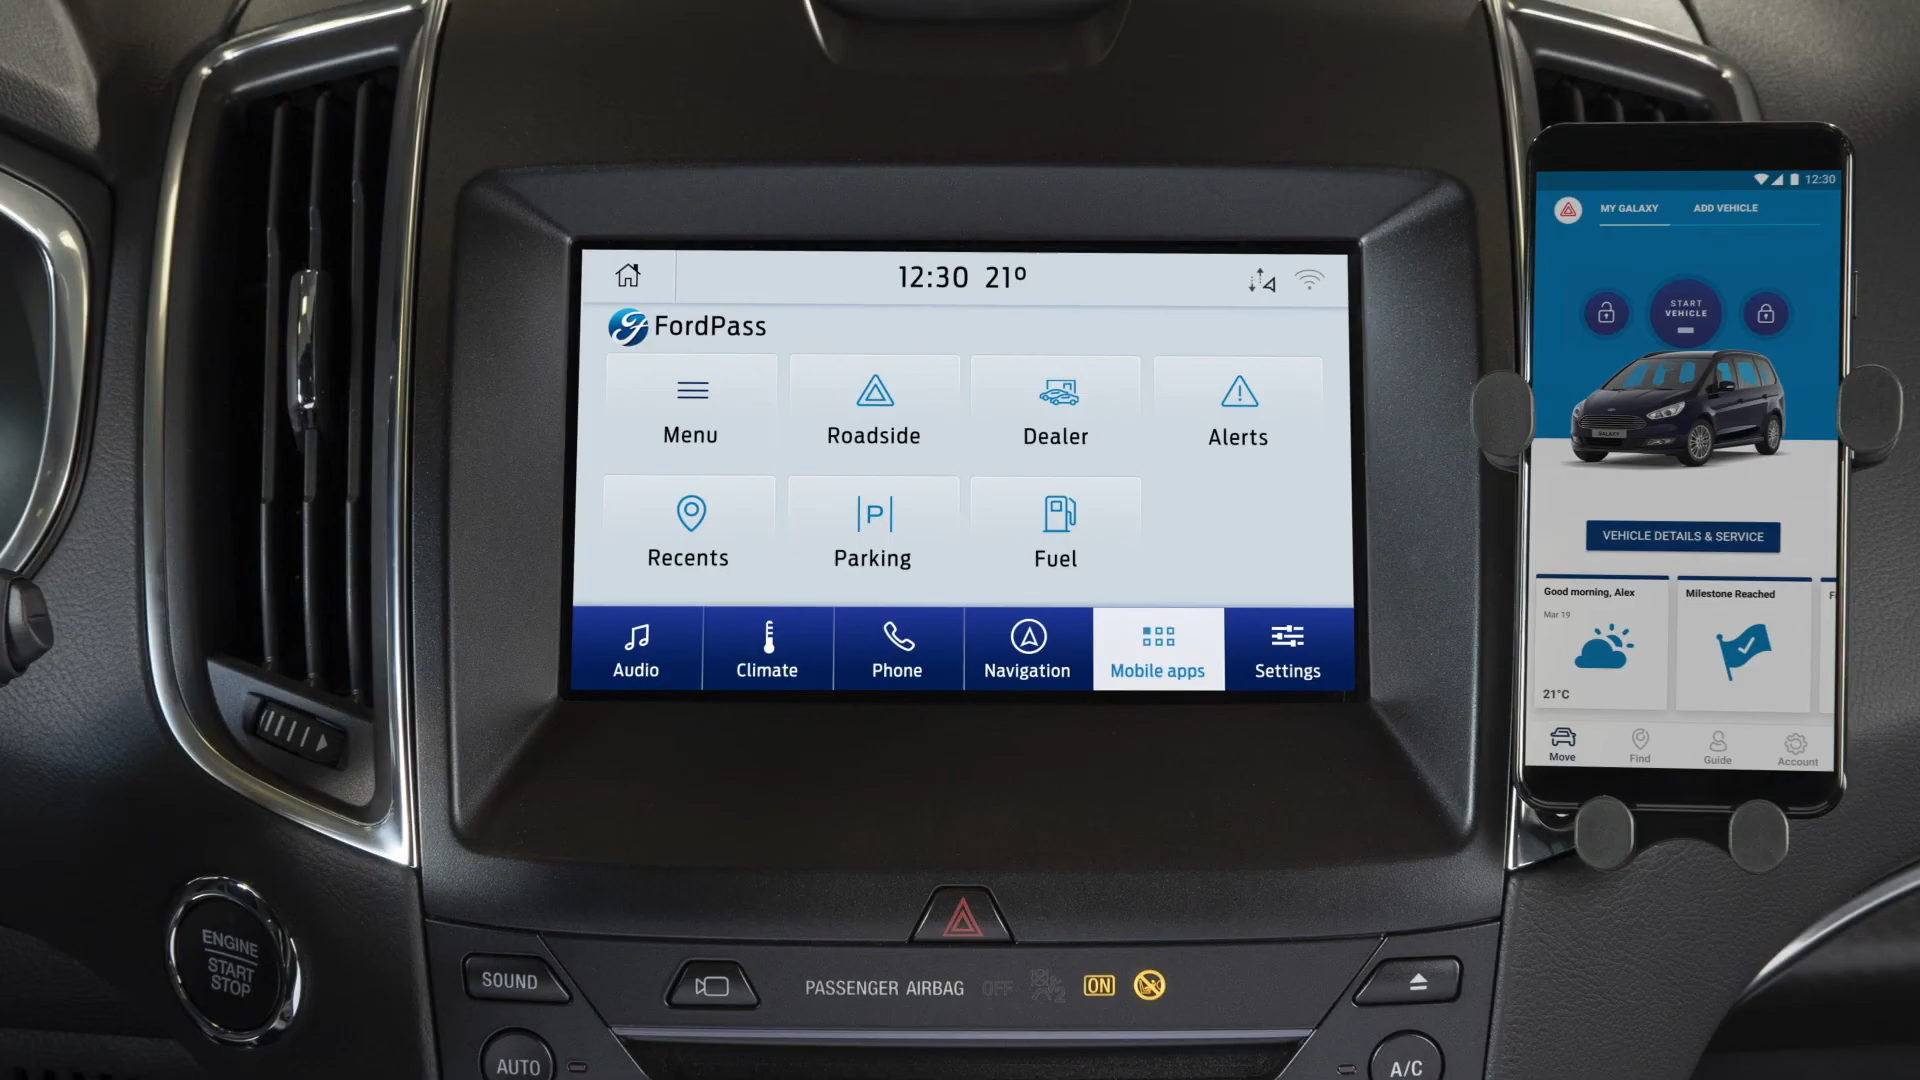 12:30 21º
FordPass
Menu
Roadside
Dealer
Alerts
Recents
P
Parking
Fuel
Audio
Climate
Phone
Navigation
Mobile apps
Settings
12:30
MY GALAXY
ADD VEHICLE
START
VEHICLE
GALAXY
VEHICLE DETAILS & SERVICE
Good morning, Alex
Mar 19
21°C
Milestone Reached
F
Move
Find
Guide
Account
ENGINE
START
STOP
SOUND
PASSENGER AIRBAG OFF 2 ON
AUTO
A/C